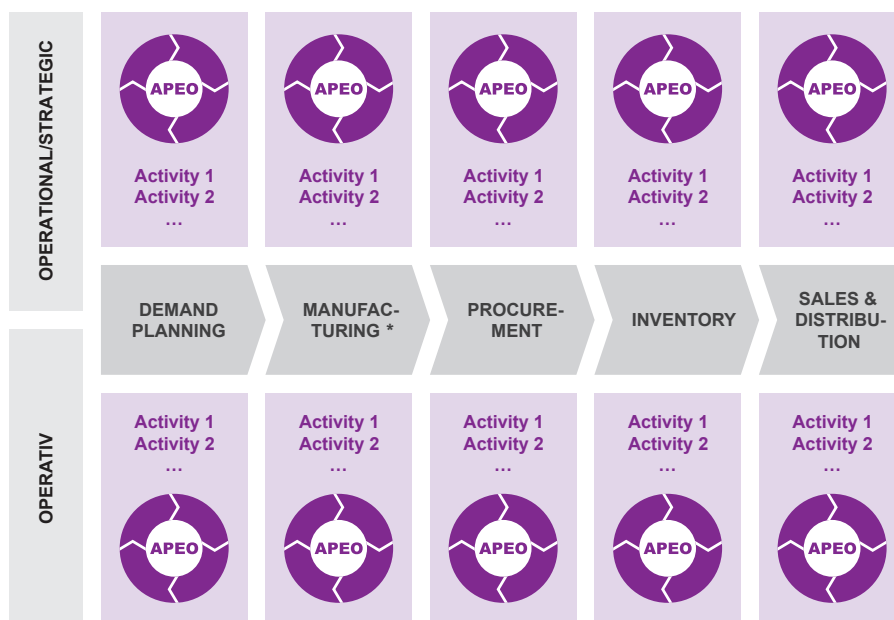 OPERATIONAL/STRATEGIC
APEO
Activity 1
Activity 2
...
APEO
Activity 1
Activity 2
...
APEO
Activity 1
Activity 2
...
APEO
Activity 1
Activity 2
...
APEO
Activity 1
Activity 2
...
DEMAND
PLANNING
MANUFAC-
TURING *
PROCURE-
MENT
INVENTORY
SALES &
DISTRIBU-
TION
OPERATIV
Activity 1
Activity 2
...
APEO
Activity 1
Activity 2
...
APEO
Activity 1
Activity 2
...
APEO
Activity 1
Activity 2
...
APEO
Activity 1
Activity 2
...
APEO